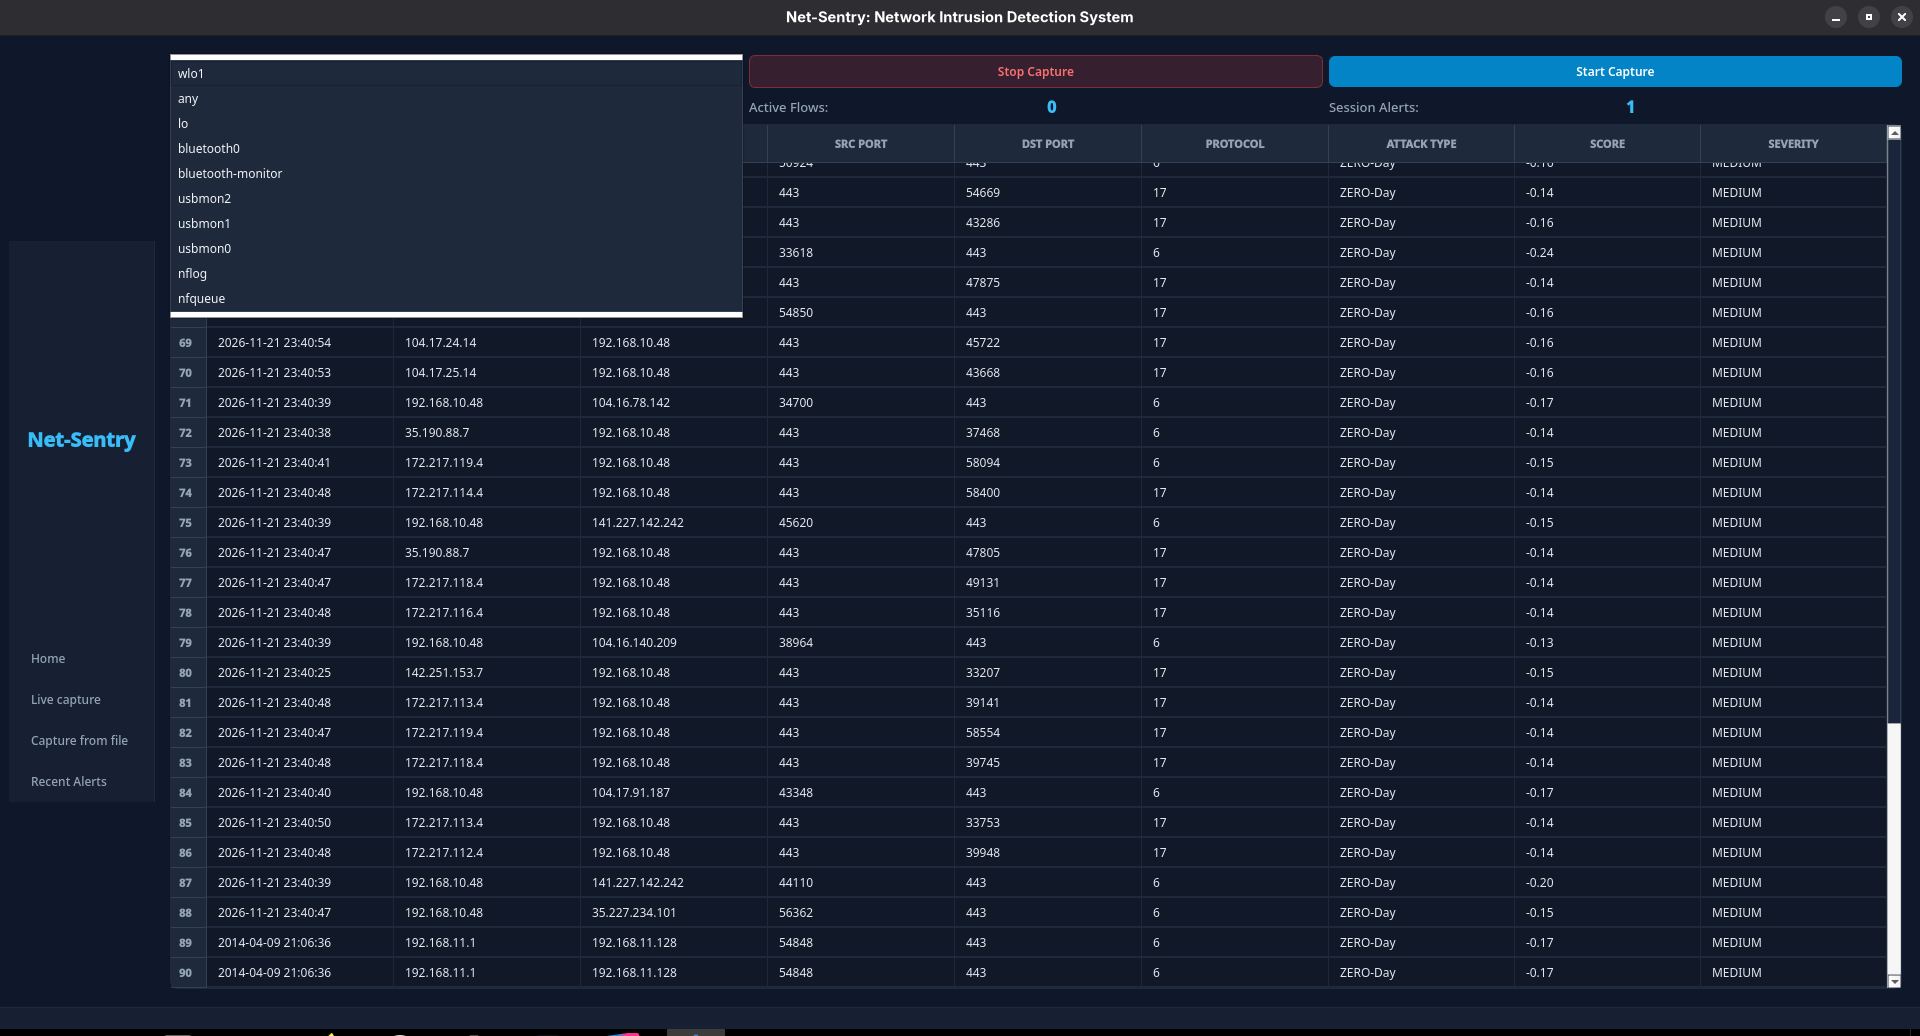 Net-Sentry: Network Intrusion Detection System
wlo1
any
lo
bluetooth0
bluetooth-monitor
usbmon2
usbmon1
usbmon0
nflog
nfqueue
Stop Capture Start Capture
Active Flows: 0 Session Alerts: 1
SRC PORT DST PORT PROTOCOL ATTACK TYPE SCORE SEVERITY
443 54669 17 ZERO-Day -0.14 MEDIUM
443 43286 17 ZERO-Day -0.16 MEDIUM
33618 443 6 ZERO-Day -0.24 MEDIUM
443 47875 17 ZERO-Day -0.14 MEDIUM
54850 443 17 ZERO-Day -0.16 MEDIUM
69 2026-11-21 23:40:54 104.17.24.14 192.168.10.48 443 45722 17 ZERO-Day -0.16 MEDIUM
70 2026-11-21 23:40:53 104.17.25.14 192.168.10.48 443 43668 17 ZERO-Day -0.16 MEDIUM
71 2026-11-21 23:40:39 192.168.10.48 104.16.78.142 34700 443 6 ZERO-Day -0.17 MEDIUM
72 2026-11-21 23:40:38 35.190.88.7 192.168.10.48 443 37468 6 ZERO-Day -0.14 MEDIUM
73 2026-11-21 23:40:41 172.217.119.4 192.168.10.48 443 58094 6 ZERO-Day -0.15 MEDIUM
74 2026-11-21 23:40:48 172.217.114.4 192.168.10.48 443 58400 17 ZERO-Day -0.14 MEDIUM
75 2026-11-21 23:40:39 192.168.10.48 141.227.142.242 45620 443 6 ZERO-Day -0.15 MEDIUM
76 2026-11-21 23:40:47 35.190.88.7 192.168.10.48 443 47805 17 ZERO-Day -0.14 MEDIUM
77 2026-11-21 23:40:47 172.217.118.4 192.168.10.48 443 49131 17 ZERO-Day -0.14 MEDIUM
78 2026-11-21 23:40:48 172.217.116.4 192.168.10.48 443 35116 17 ZERO-Day -0.14 MEDIUM
79 2026-11-21 23:40:39 192.168.10.48 104.16.140.209 38964 443 6 ZERO-Day -0.13 MEDIUM
80 2026-11-21 23:40:25 142.251.153.7 192.168.10.48 443 33207 17 ZERO-Day -0.15 MEDIUM
81 2026-11-21 23:40:48 172.217.113.4 192.168.10.48 443 39141 17 ZERO-Day -0.14 MEDIUM
82 2026-11-21 23:40:47 172.217.119.4 192.168.10.48 443 58554 17 ZERO-Day -0.14 MEDIUM
83 2026-11-21 23:40:48 172.217.118.4 192.168.10.48 443 39745 17 ZERO-Day -0.14 MEDIUM
84 2026-11-21 23:40:40 192.168.10.48 104.17.91.187 43348 443 6 ZERO-Day -0.17 MEDIUM
85 2026-11-21 23:40:50 172.217.113.4 192.168.10.48 443 33753 17 ZERO-Day -0.14 MEDIUM
86 2026-11-21 23:40:48 172.217.112.4 192.168.10.48 443 39948 17 ZERO-Day -0.14 MEDIUM
87 2026-11-21 23:40:39 192.168.10.48 141.227.142.242 44110 443 6 ZERO-Day -0.20 MEDIUM
88 2026-11-21 23:40:47 192.168.10.48 35.227.234.101 56362 443 6 ZERO-Day -0.15 MEDIUM
89 2014-04-09 21:06:36 192.168.11.1 192.168.11.128 54848 443 6 ZERO-Day -0.17 MEDIUM
90 2014-04-09 21:06:36 192.168.11.1 192.168.11.128 54848 443 6 ZERO-Day -0.17 MEDIUM
Net-Sentry
Home
Live capture
Capture from file
Recent Alerts